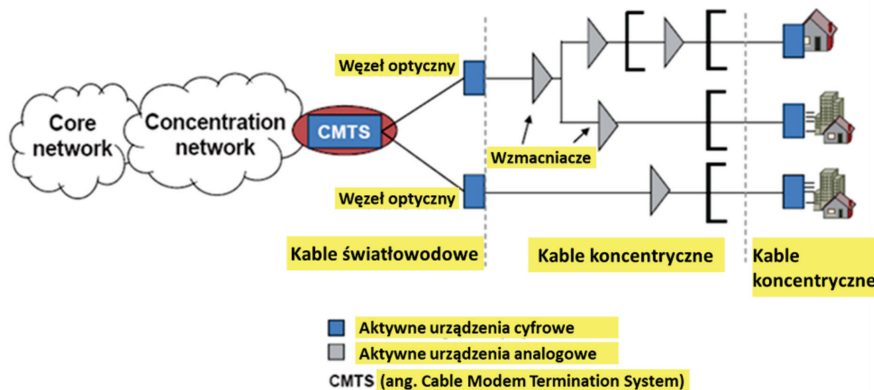 Węzeł optyczny
Core
network
Concentration
network
CMTS
Wzmacniacze
Węzeł optyczny
Kable światłowodowe
Kable koncentryczne
Kable
koncentryczne
Aktywne urządzenia cyfrowe
Aktywne urządzenia analogowe
CMTS (ang. Cable Modem Termination System)